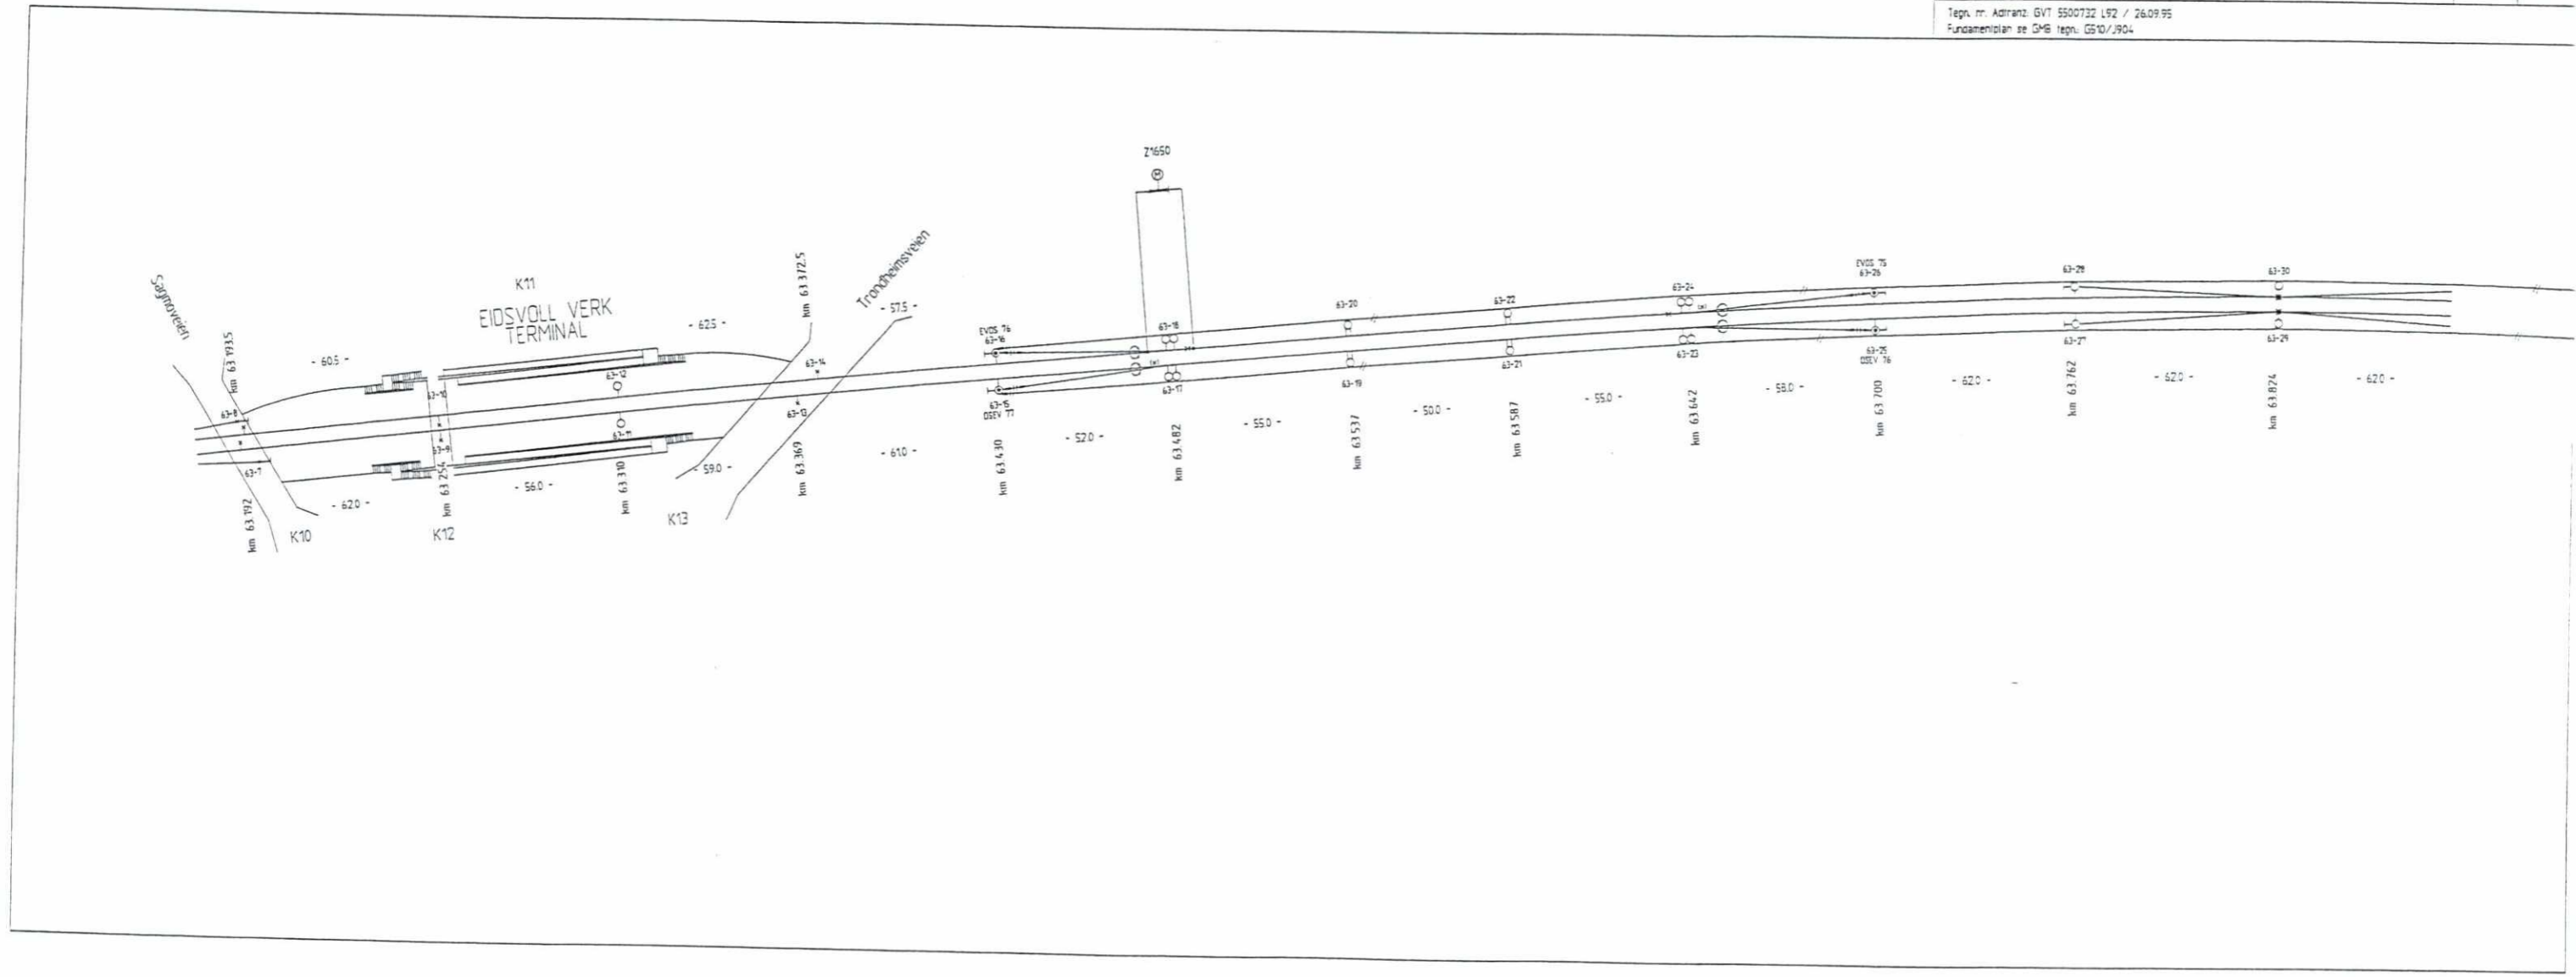 Tegn. nr. Adtranz: GVT 5500732 L92 / 26.09.95
Fundamentplan se GMB tegn.: G510/J904
Z1650
K11
EIDSVOLL VERK
TERMINAL
km 63 193.5
km 63 372.5
Trondheimsveien
- 60.5 -
- 62.5 -
- 57.5 -
63-8
63-10
63-12
63-14
EVOS 76
63-16
63-18
63-20
63-22
63-24
EVOS 75
63-26
63-28
63-30
63-7
63-9
63-11
63-13
63-15
OSEV 77
63-17
63-19
63-21
63-23
63-25
OSEV 76
63-27
63-29
- 62.0 -
- 56.0 -
- 59.0 -
- 61.0 -
- 52.0 -
- 55.0 -
- 50.0 -
- 55.0 -
- 58.0 -
- 62.0 -
- 62.0 -
- 62.0 -
km 63.192
km 63 254
km 63.310
km 63.369
km 63.430
km 63.482
km 63 537
km 63.587
km 63.642
km 63 700
km 63.762
km 63.824
K10
K12
K13